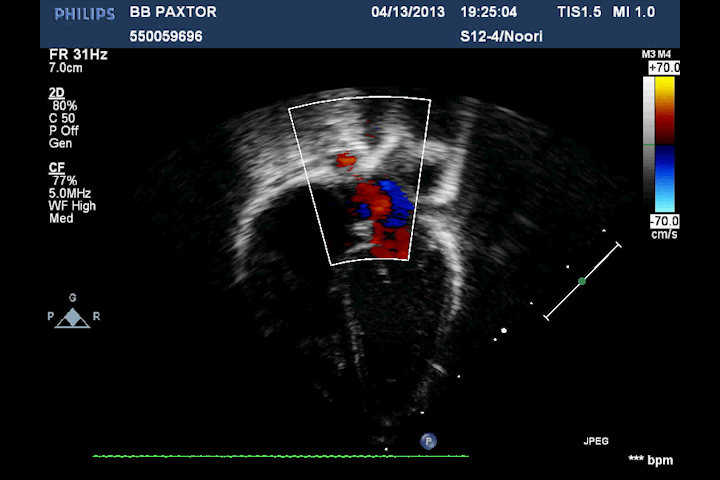 PHILIPS BB PAXTOR 04/13/2013 19:25:04 TIS1.5 MI 1.0
550059696 S12-4/Noori
FR 31Hz
7.0cm
M3 M4
+70.0
2D
80%
C 50
P Off
Gen
CF
77%
5.0MHz
WF High
Med
-70.0
cm/s
G
P R
P
JPEG
*** bpm